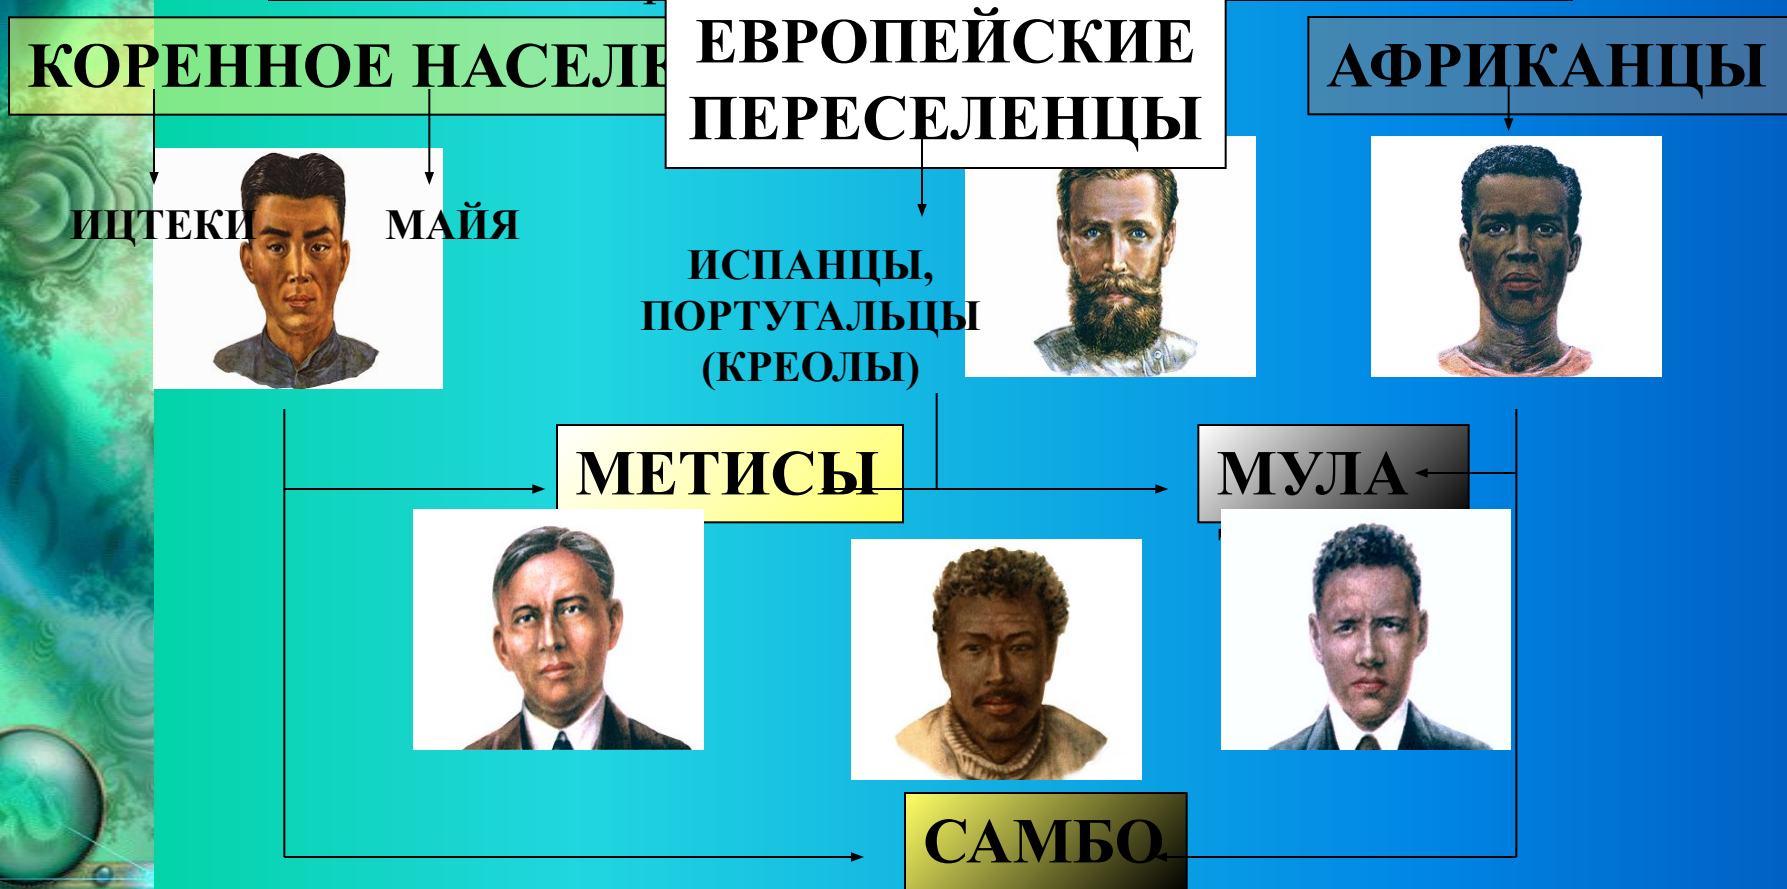 КОРЕННОЕ НАСЕЛЕ
ЕВРОПЕЙСКИЕ
ПЕРЕСЕЛЕНЦЫ
АФРИКАНЦЫ
ИЦТЕКИ
МАЙЯ
ИСПАНЦЫ,
ПОРТУГАЛЬЦЫ
(КРЕОЛЫ)
МЕТИСЫ
МУЛА
САМБО